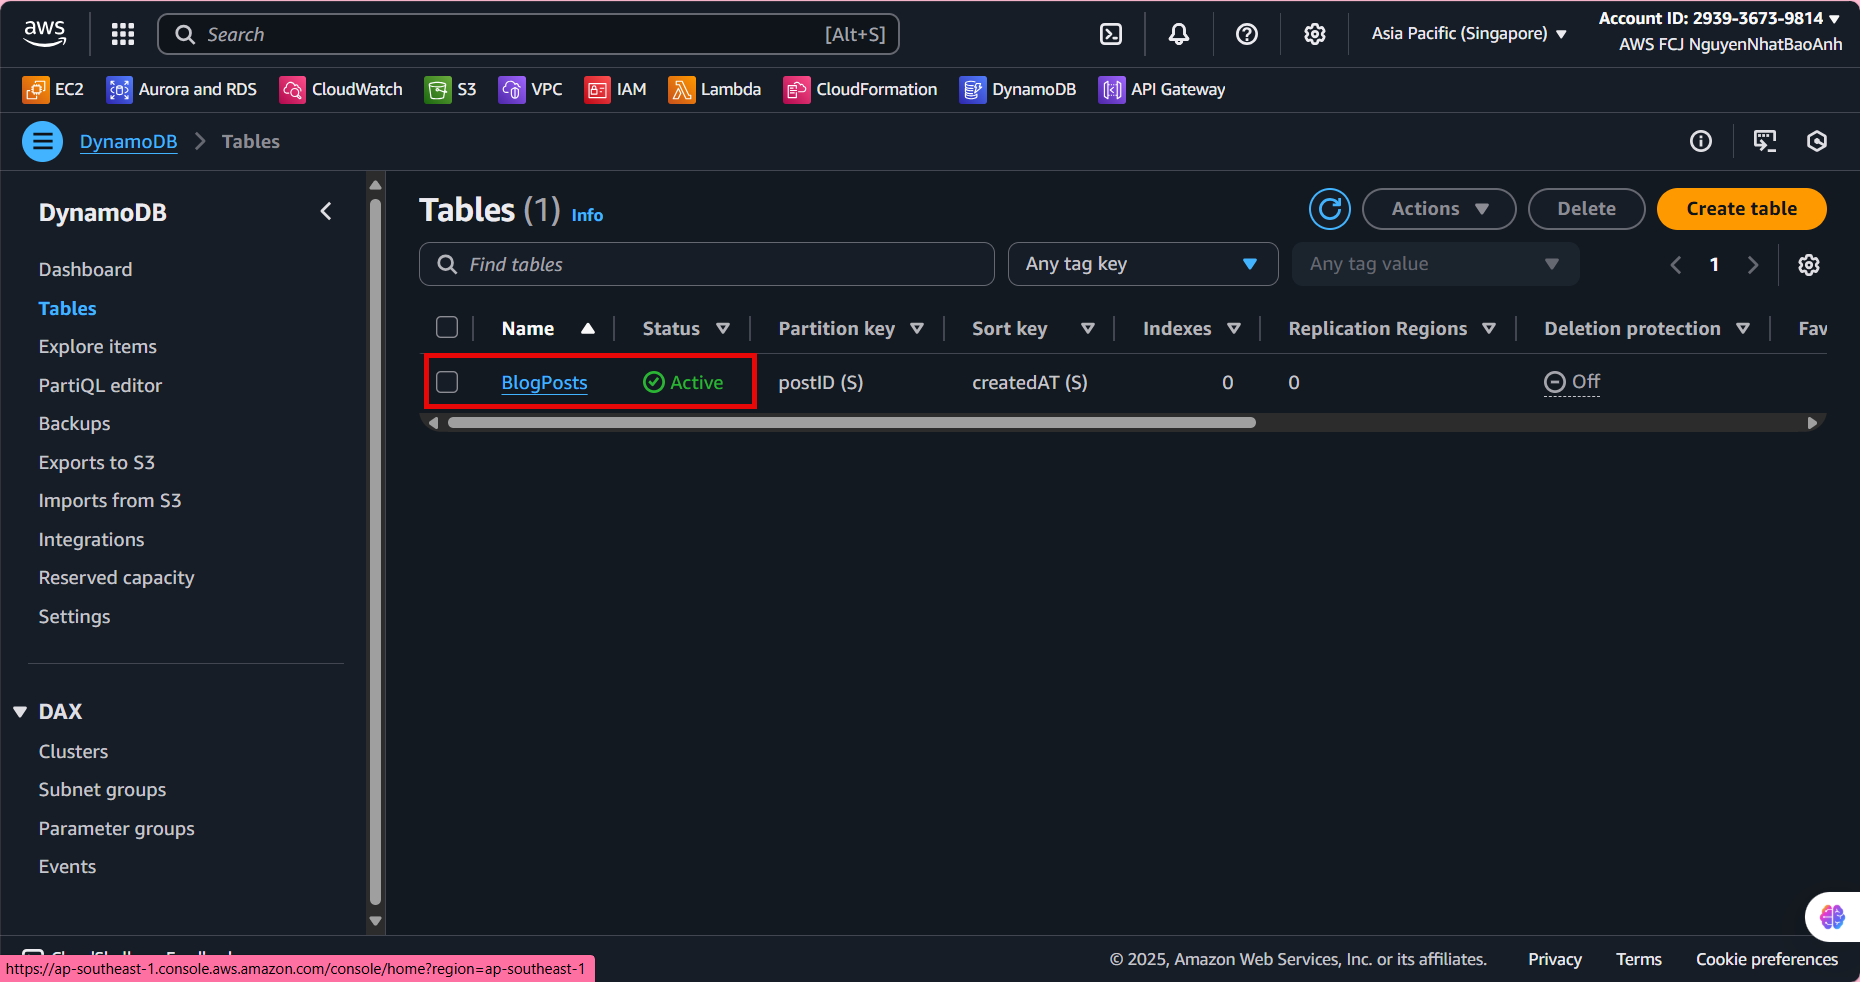 aws
Search [Alt+S]
Asia Pacific (Singapore)
Account ID: 2939-3673-9814
AWS FCJ NguyenNhatBaoAnh
EC2 Aurora and RDS CloudWatch S3 VPC IAM Lambda CloudFormation DynamoDB API Gateway
DynamoDB Tables
DynamoDB
Dashboard
Tables
Explore items
PartiQL editor
Backups
Exports to S3
Imports from S3
Integrations
Reserved capacity
Settings
DAX
Clusters
Subnet groups
Parameter groups
Events
Tables (1) Info
Actions Delete Create table
Find tables Any tag key Any tag value 1
Name Status Partition key Sort key Indexes Replication Regions Deletion protection Fav
BlogPosts Active postID (S) createdAT (S) 0 0 Off
https://ap-southeast-1.console.aws.amazon.com/console/home?region=ap-southeast-1
© 2025, Amazon Web Services, Inc. or its affiliates. Privacy Terms Cookie preferences